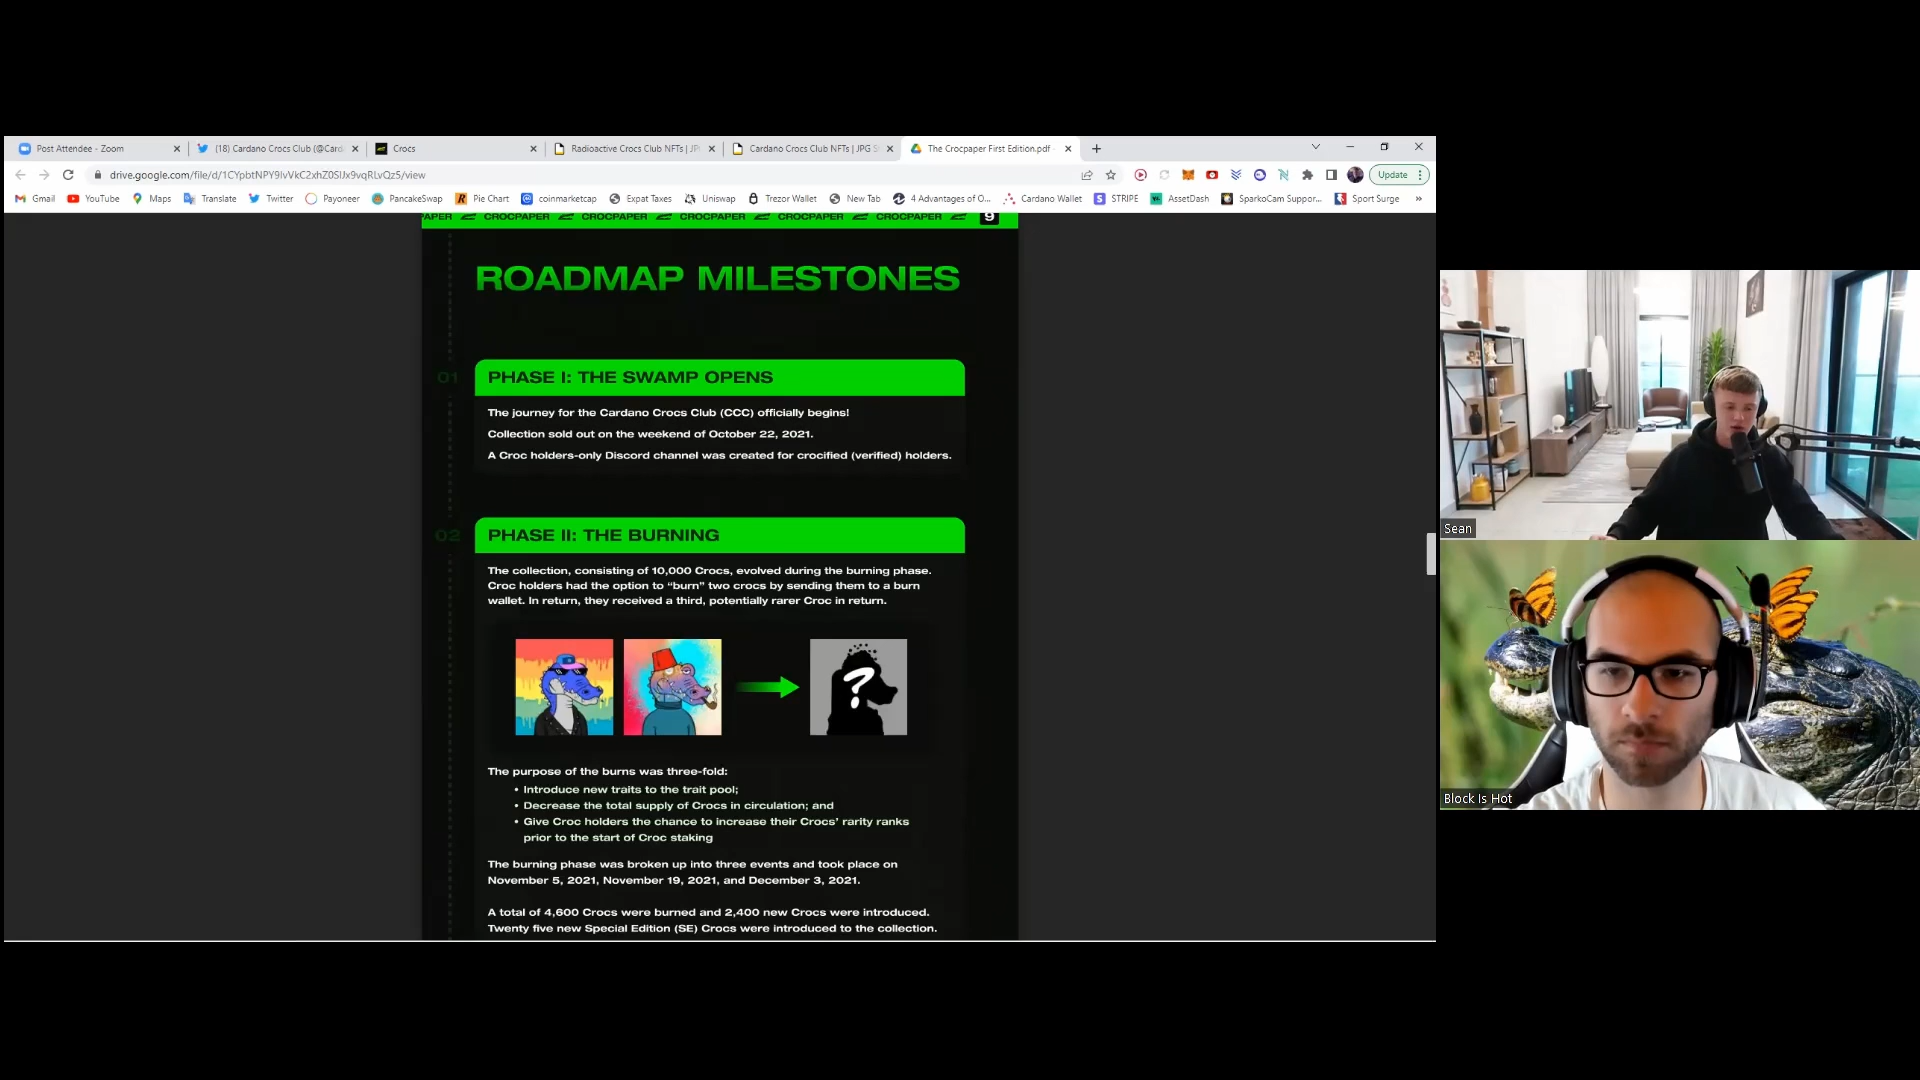 Post Attendee - Zoom
(18) Cardano Crocs Club (@Card
Crocs
Radioactive Crocs Club NFTs | JP
Cardano Crocs Club NFTs | JPG S
The Crocpaper First Edition.pdf -
Update
Gmail
YouTube
Maps
Translate
Twitter
Payoneer
PancakeSwap
Pie Chart
coinmarketcap
Expat Taxes
Uniswap
Trezor Wallet
New Tab
4 Advantages of O...
Cardano Wallet
STRIPE
AssetDash
SparkoCam Suppor...
Sport Surge
PAPER CROCPAPER CROCPAPER CROCPAPER CROCPAPER CROCPAPER 9
ROADMAP MILESTONES
01
PHASE I: THE SWAMP OPENS
The journey for the Cardano Crocs Club (CCC) officially begins!
Collection sold out on the weekend of October 22, 2021.
A Croc holders-only Discord channel was created for crocified (verified) holders.
02
PHASE II: THE BURNING
The collection, consisting of 10,000 Crocs, evolved during the burning phase.
Croc holders had the option to “burn” two crocs by sending them to a burn
wallet. In return, they received a third, potentially rarer Croc in return.
?
The purpose of the burns was three-fold:
• Introduce new traits to the trait pool;
• Decrease the total supply of Crocs in circulation; and
• Give Croc holders the chance to increase their Crocs’ rarity ranks
prior to the start of Croc staking
The burning phase was broken up into three events and took place on
November 5, 2021, November 19, 2021, and December 3, 2021.
A total of 4,600 Crocs were burned and 2,400 new Crocs were introduced.
Twenty five new Special Edition (SE) Crocs were introduced to the collection.
Sean
Block Is Hot